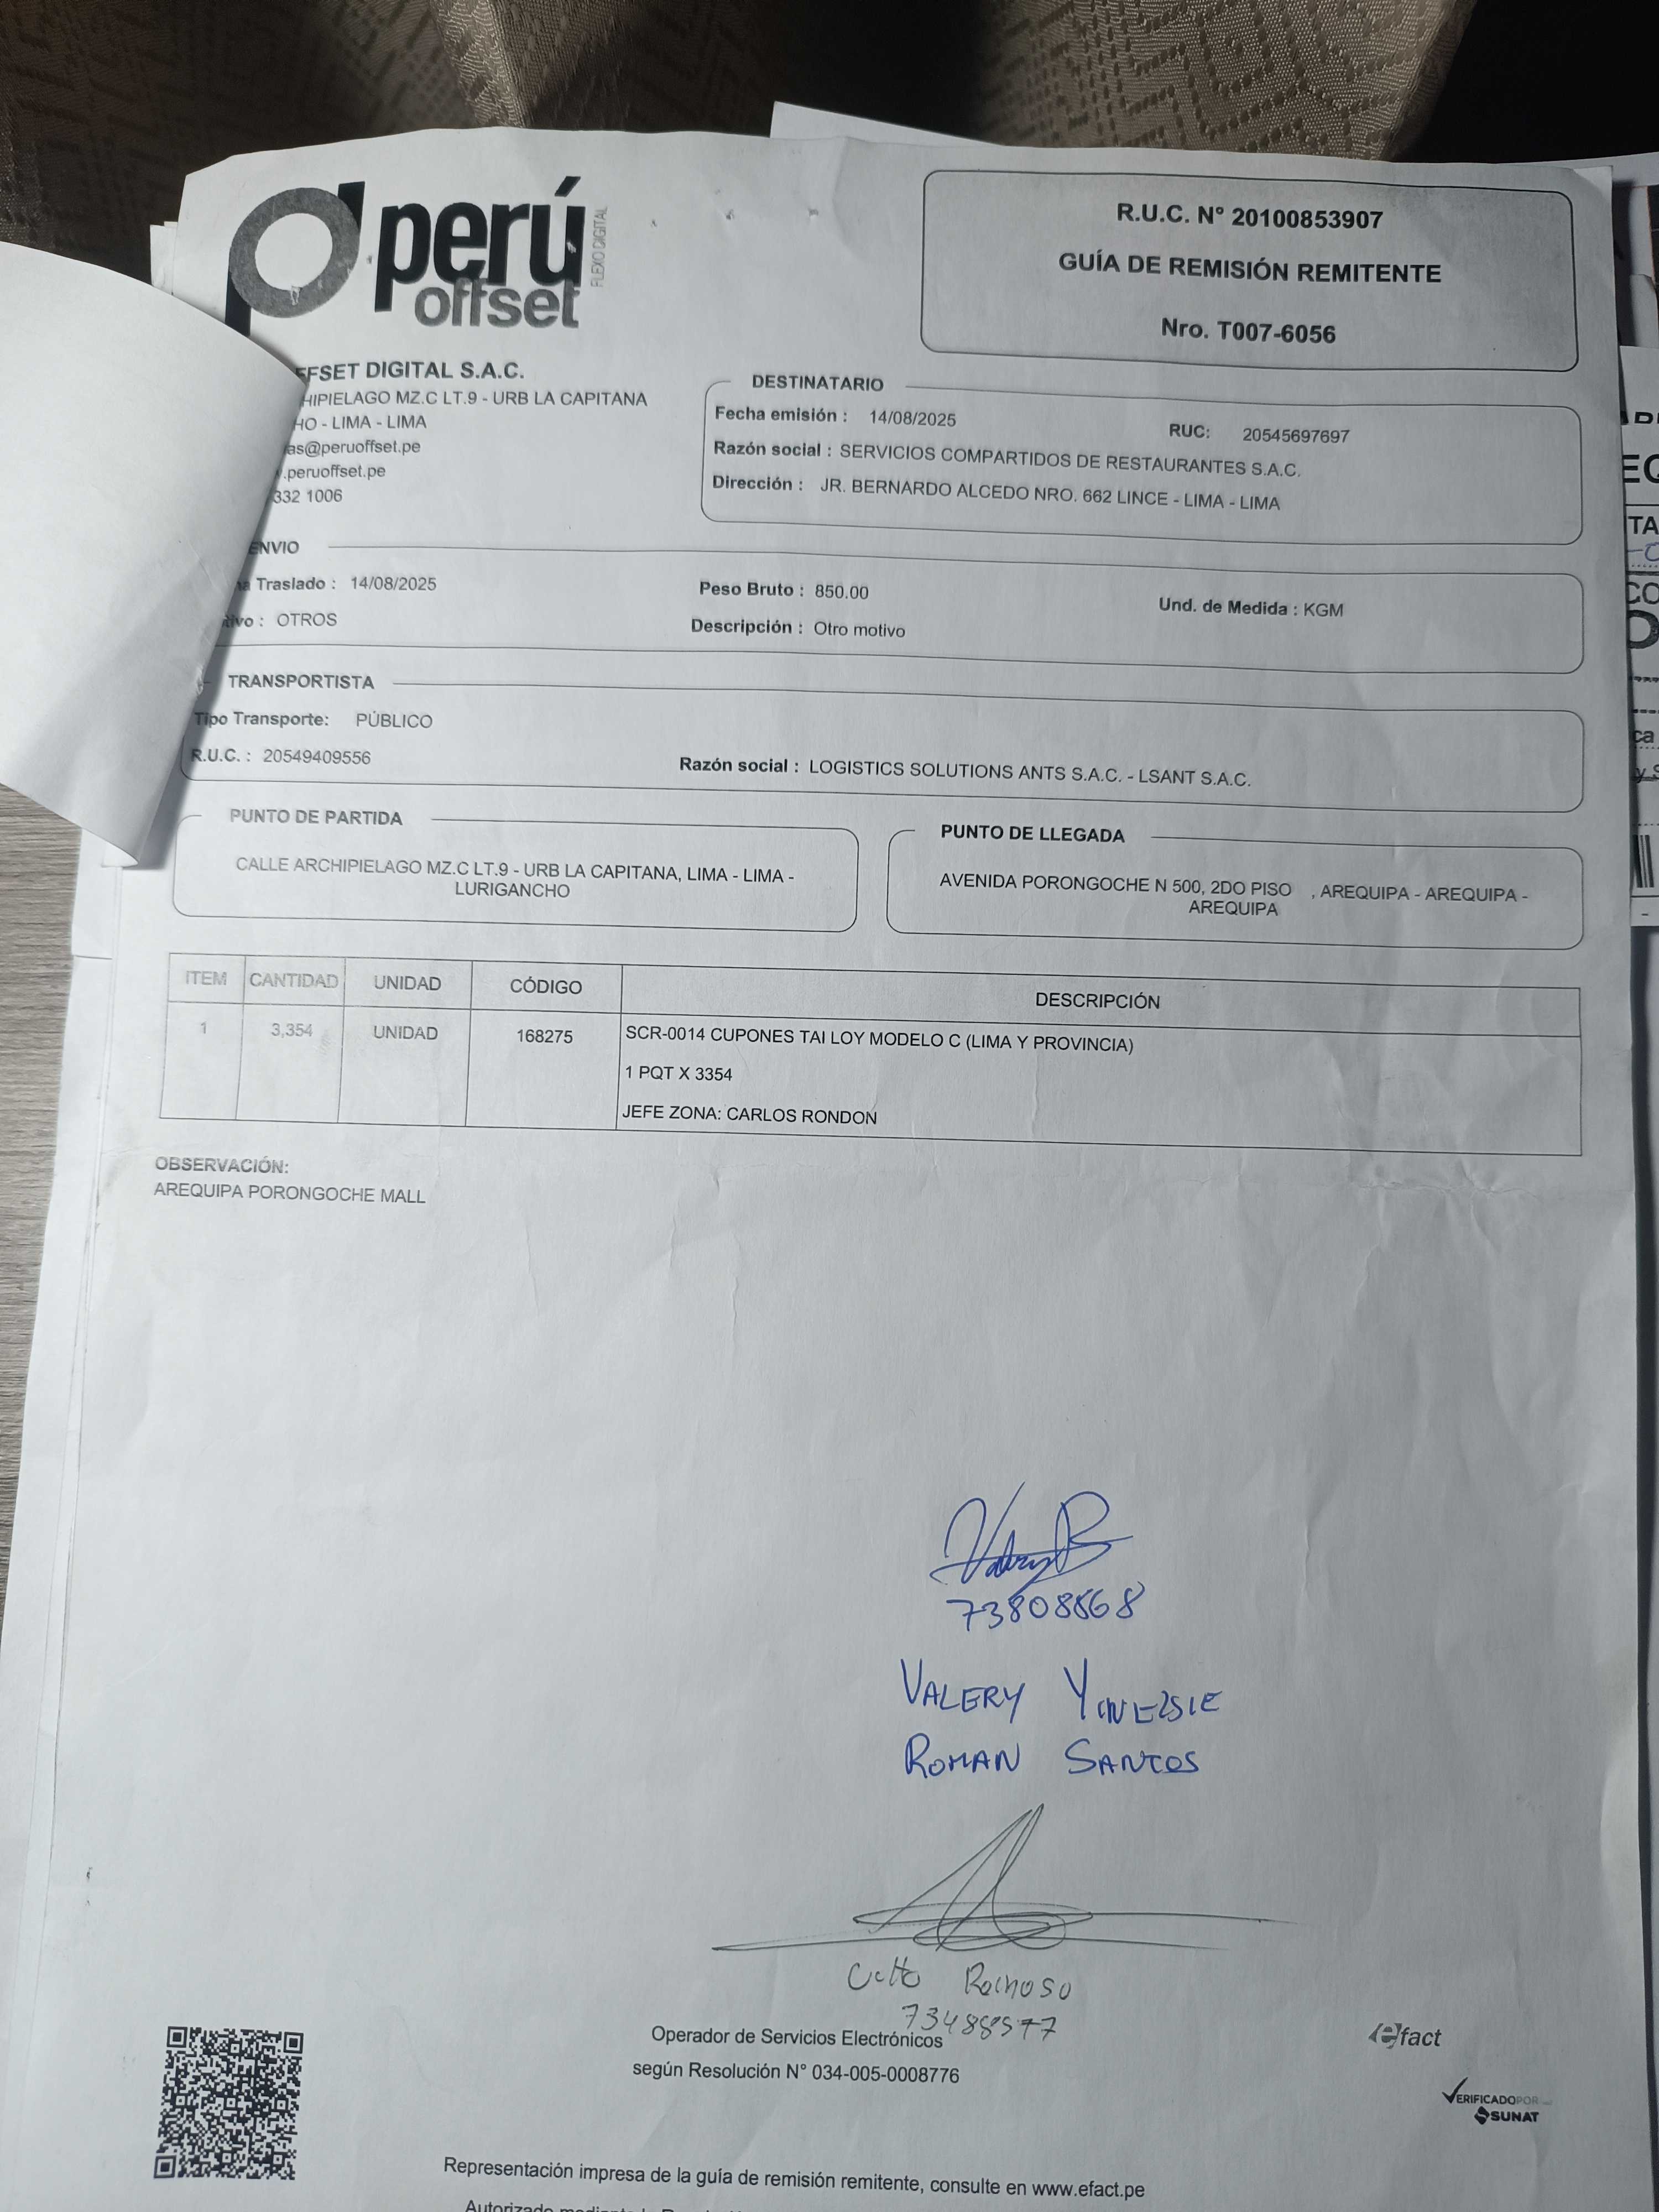 perú
offset
FLEXO DIGITAL
R.U.C. N° 20100853907
GUÍA DE REMISIÓN REMITENTE
Nro. T007-6056
FFSET DIGITAL S.A.C.
HIPIELAGO MZ.C LT.9 - URB LA CAPITANA
HO - LIMA - LIMA
as@peruoffset.pe
.peruoffset.pe
332 1006
DESTINATARIO
Fecha emisión : 14/08/2025 RUC: 20545697697
Razón social : SERVICIOS COMPARTIDOS DE RESTAURANTES S.A.C.
Dirección : JR. BERNARDO ALCEDO NRO. 662 LINCE - LIMA - LIMA
ENVIO
a Traslado : 14/08/2025 Peso Bruto : 850.00 Und. de Medida : KGM
ivo : OTROS Descripción : Otro motivo
TRANSPORTISTA
Tipo Transporte: PÚBLICO
R.U.C. : 20549409556 Razón social : LOGISTICS SOLUTIONS ANTS S.A.C. - LSANT S.A.C.
PUNTO DE PARTIDA
CALLE ARCHIPIELAGO MZ.C LT.9 - URB LA CAPITANA, LIMA - LIMA -
LURIGANCHO
PUNTO DE LLEGADA
AVENIDA PORONGOCHE N 500, 2DO PISO , AREQUIPA - AREQUIPA -
AREQUIPA
ITEM CANTIDAD UNIDAD CÓDIGO DESCRIPCIÓN
1 3,354 UNIDAD 168275 SCR-0014 CUPONES TAI LOY MODELO C (LIMA Y PROVINCIA)
1 PQT X 3354
JEFE ZONA: CARLOS RONDON
OBSERVACIÓN:
AREQUIPA PORONGOCHE MALL
73808568
VALERY
ROMAN SANTOS
Operador de Servicios Electrónicos
según Resolución N° 034-005-0008776
efact
VERIFICADO POR
SUNAT
Representación impresa de la guía de remisión remitente, consulte en www.efact.pe